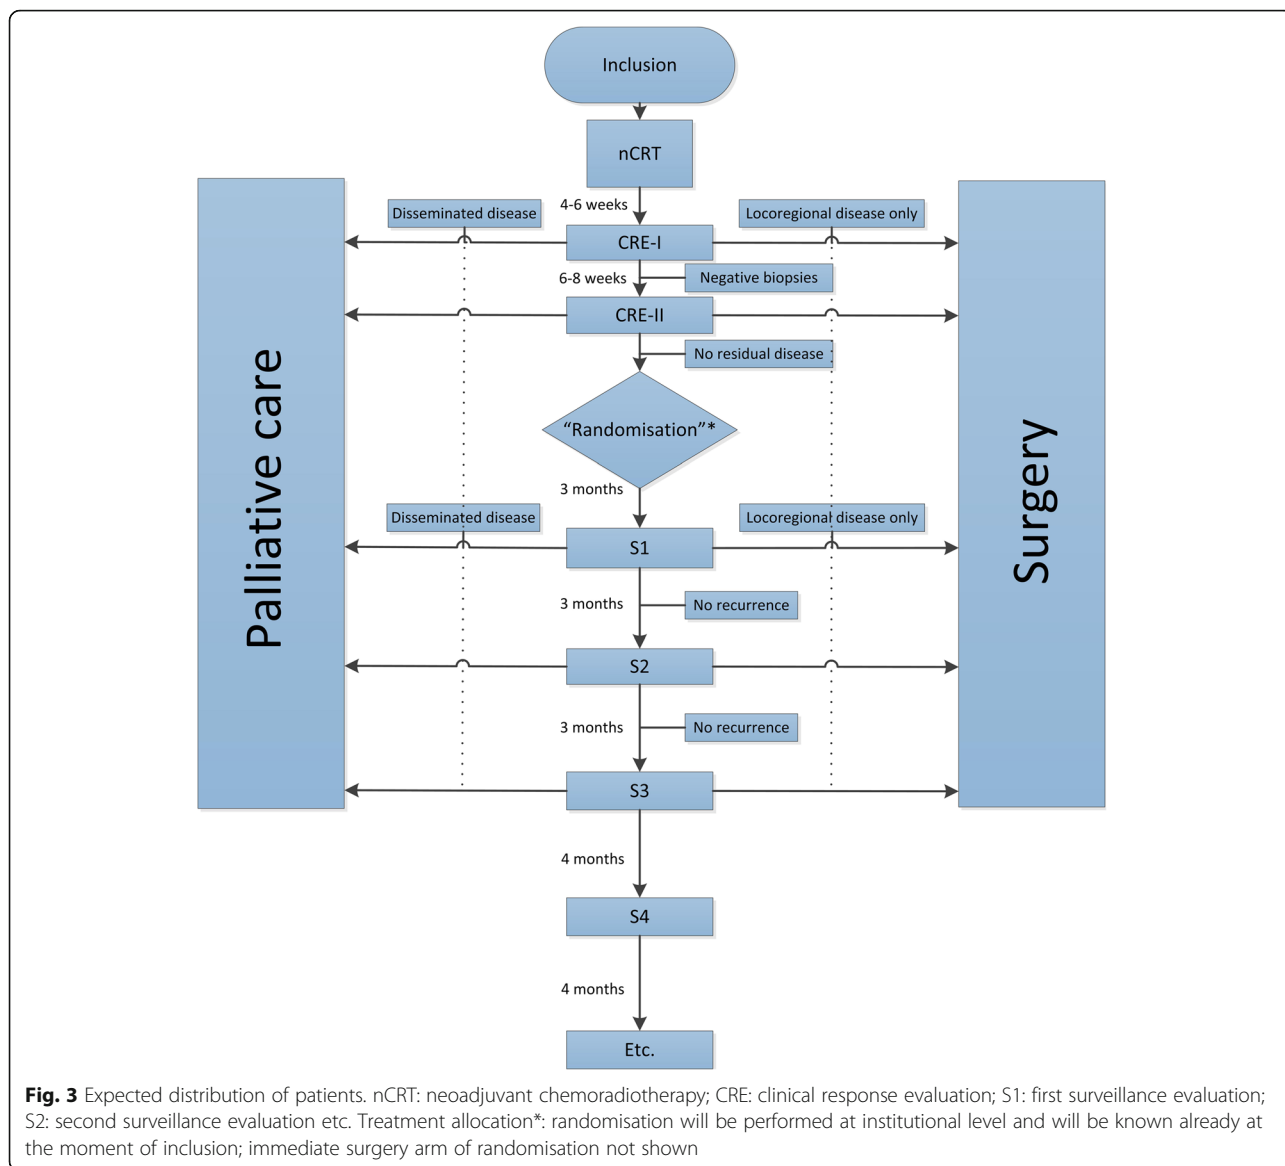 Inclusion
nCRT
4-6 weeks
Disseminated disease
Locoregional disease only
CRE-I
6-8 weeks
Negative biopsies
CRE-II
No residual disease
Palliative care
Surgery
“Randomisation”*
3 months
Disseminated disease
Locoregional disease only
S1
3 months
No recurrence
S2
3 months
No recurrence
S3
4 months
S4
4 months
Etc.
Fig. 3 Expected distribution of patients. nCRT: neoadjuvant chemoradiotherapy; CRE: clinical response evaluation; S1: first surveillance evaluation;
S2: second surveillance evaluation etc. Treatment allocation*: randomisation will be performed at institutional level and will be known already at
the moment of inclusion; immediate surgery arm of randomisation not shown